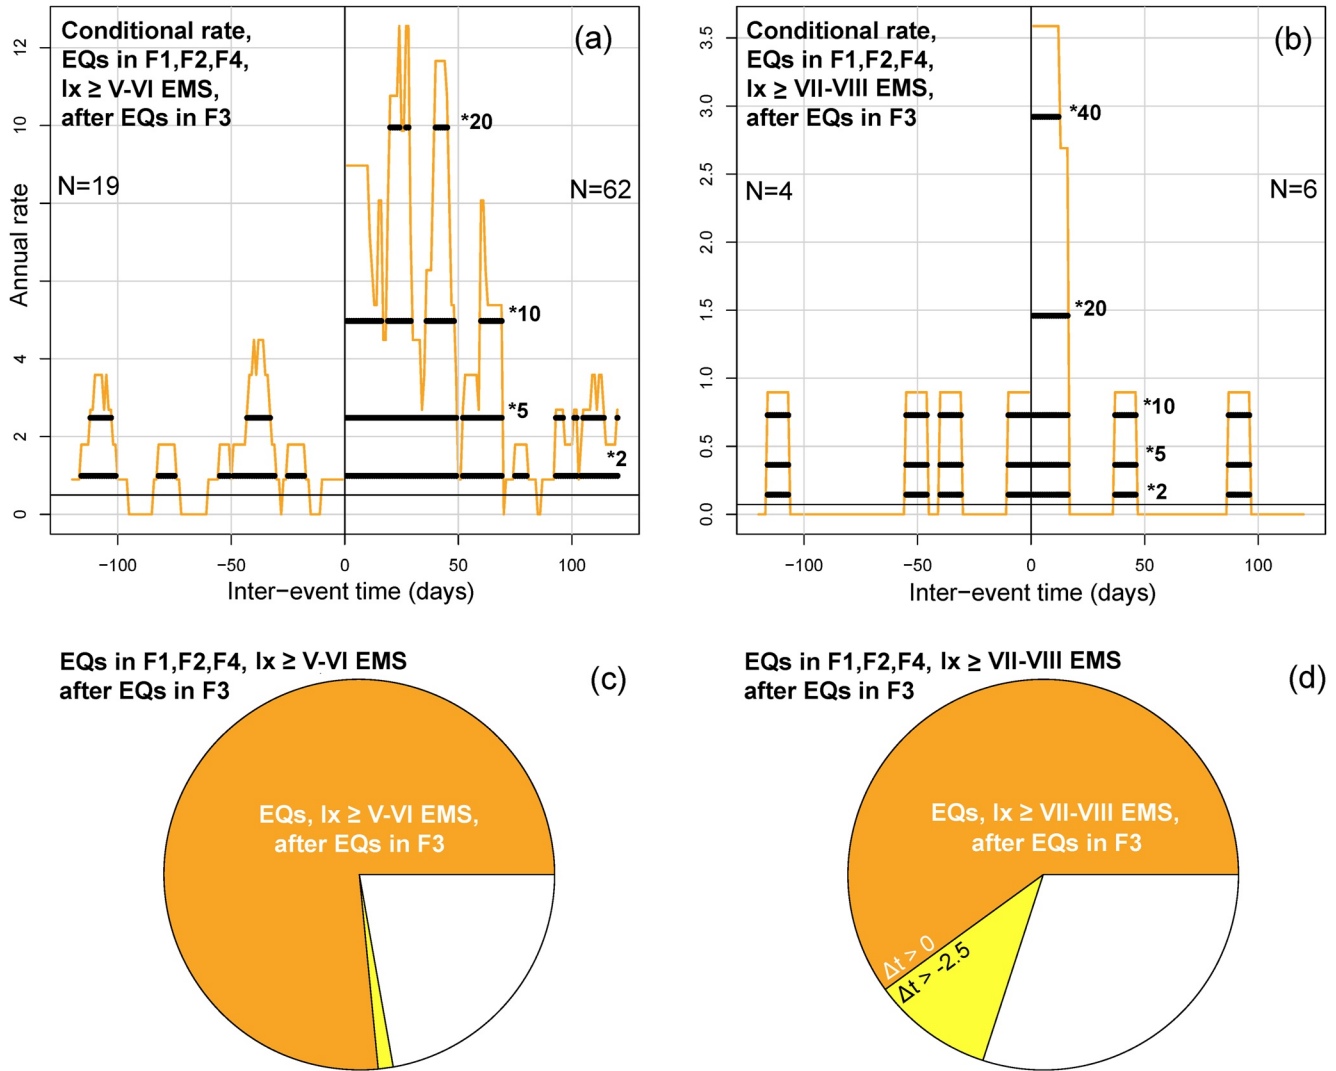 Conditional rate,
EQs in F1,F2,F4,
Ix ≥ V-VI EMS,
after EQs in F3
(a)
N=19
N=62
*20
*10
*5
*2
Annual rate
12
10
4
2
0
−100
−50
0
50
100
Inter−event time (days)
Conditional rate,
EQs in F1,F2,F4,
Ix ≥ VII-VIII EMS,
after EQs in F3
(b)
N=4
N=6
*40
*20
*10
*5
*2
3.5
3.0
2.5
2.0
1.5
1.0
0.5
0.0
−100
−50
0
50
100
Inter−event time (days)
EQs in F1,F2,F4, Ix ≥ V-VI EMS
after EQs in F3
(c)
EQs, Ix ≥ V-VI EMS,
after EQs in F3
EQs in F1,F2,F4, Ix ≥ VII-VIII EMS
after EQs in F3
(d)
EQs, Ix ≥ VII-VIII EMS,
after EQs in F3
Δt > 0
Δt > -2.5